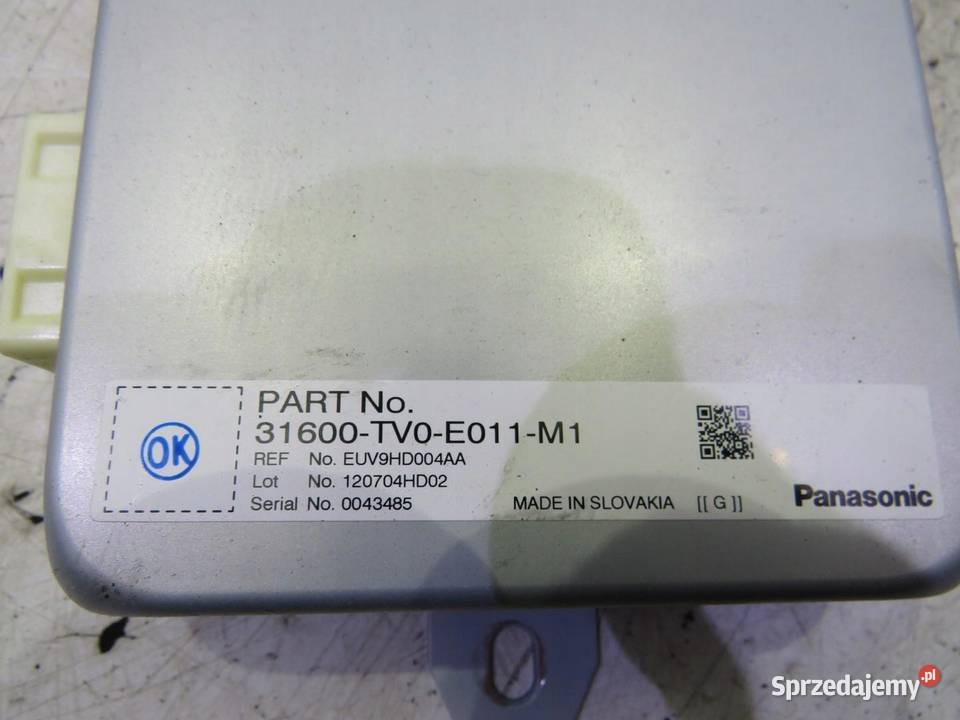 OK
PART No.
31600-TV0-E011-M1
REF No. EUV9HD004AA
Lot No. 120704HD02
Serial No. 0043485
MADE IN SLOVAKIA [[ G ]]
Panasonic
Sprzedajemy.pl